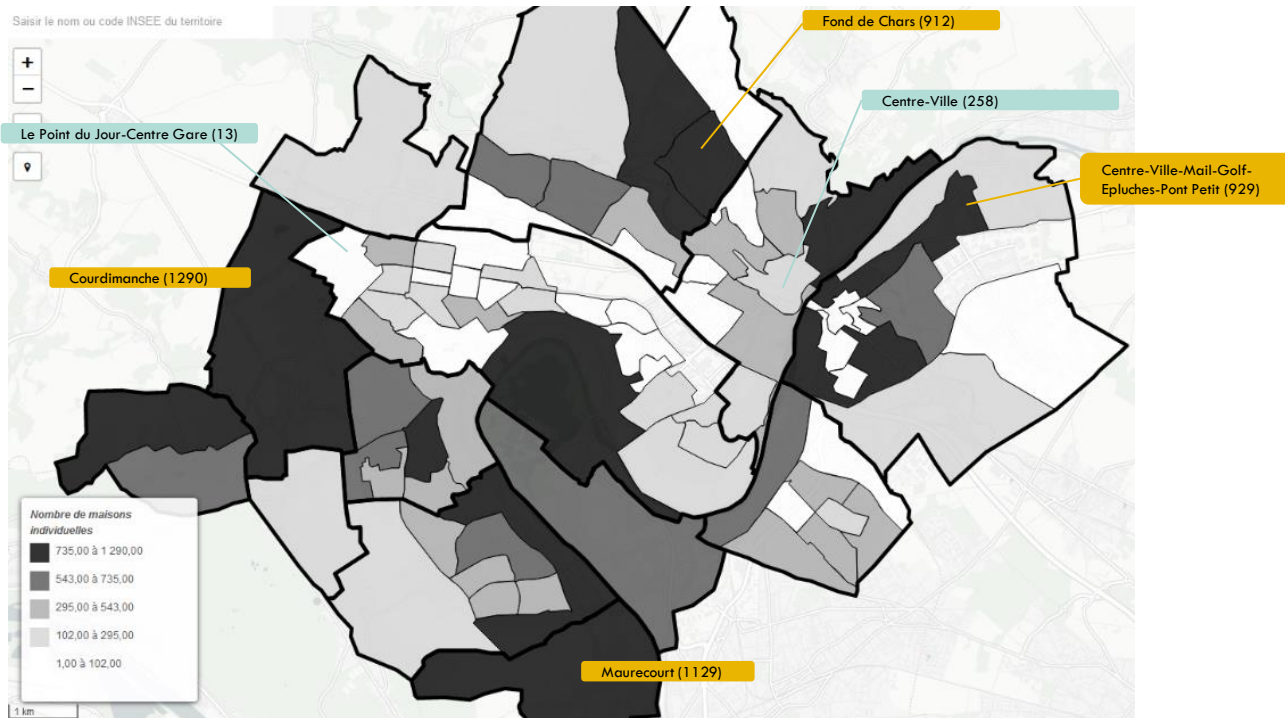 Saisir le nom ou code INSEE du territoire
Fond de Chars (912)
+
−
Centre-Ville (258)
Le Point du Jour-Centre Gare (13)
Centre-Ville-Mail-Golf-
Epluches-Pont Petit (929)
Courdimanche (1290)
Nombre de maisons
individuelles
735,00 à 1 290,00
543,00 à 735,00
295,00 à 543,00
102,00 à 295,00
1,00 à 102,00
Maurecourt (1129)
1 km